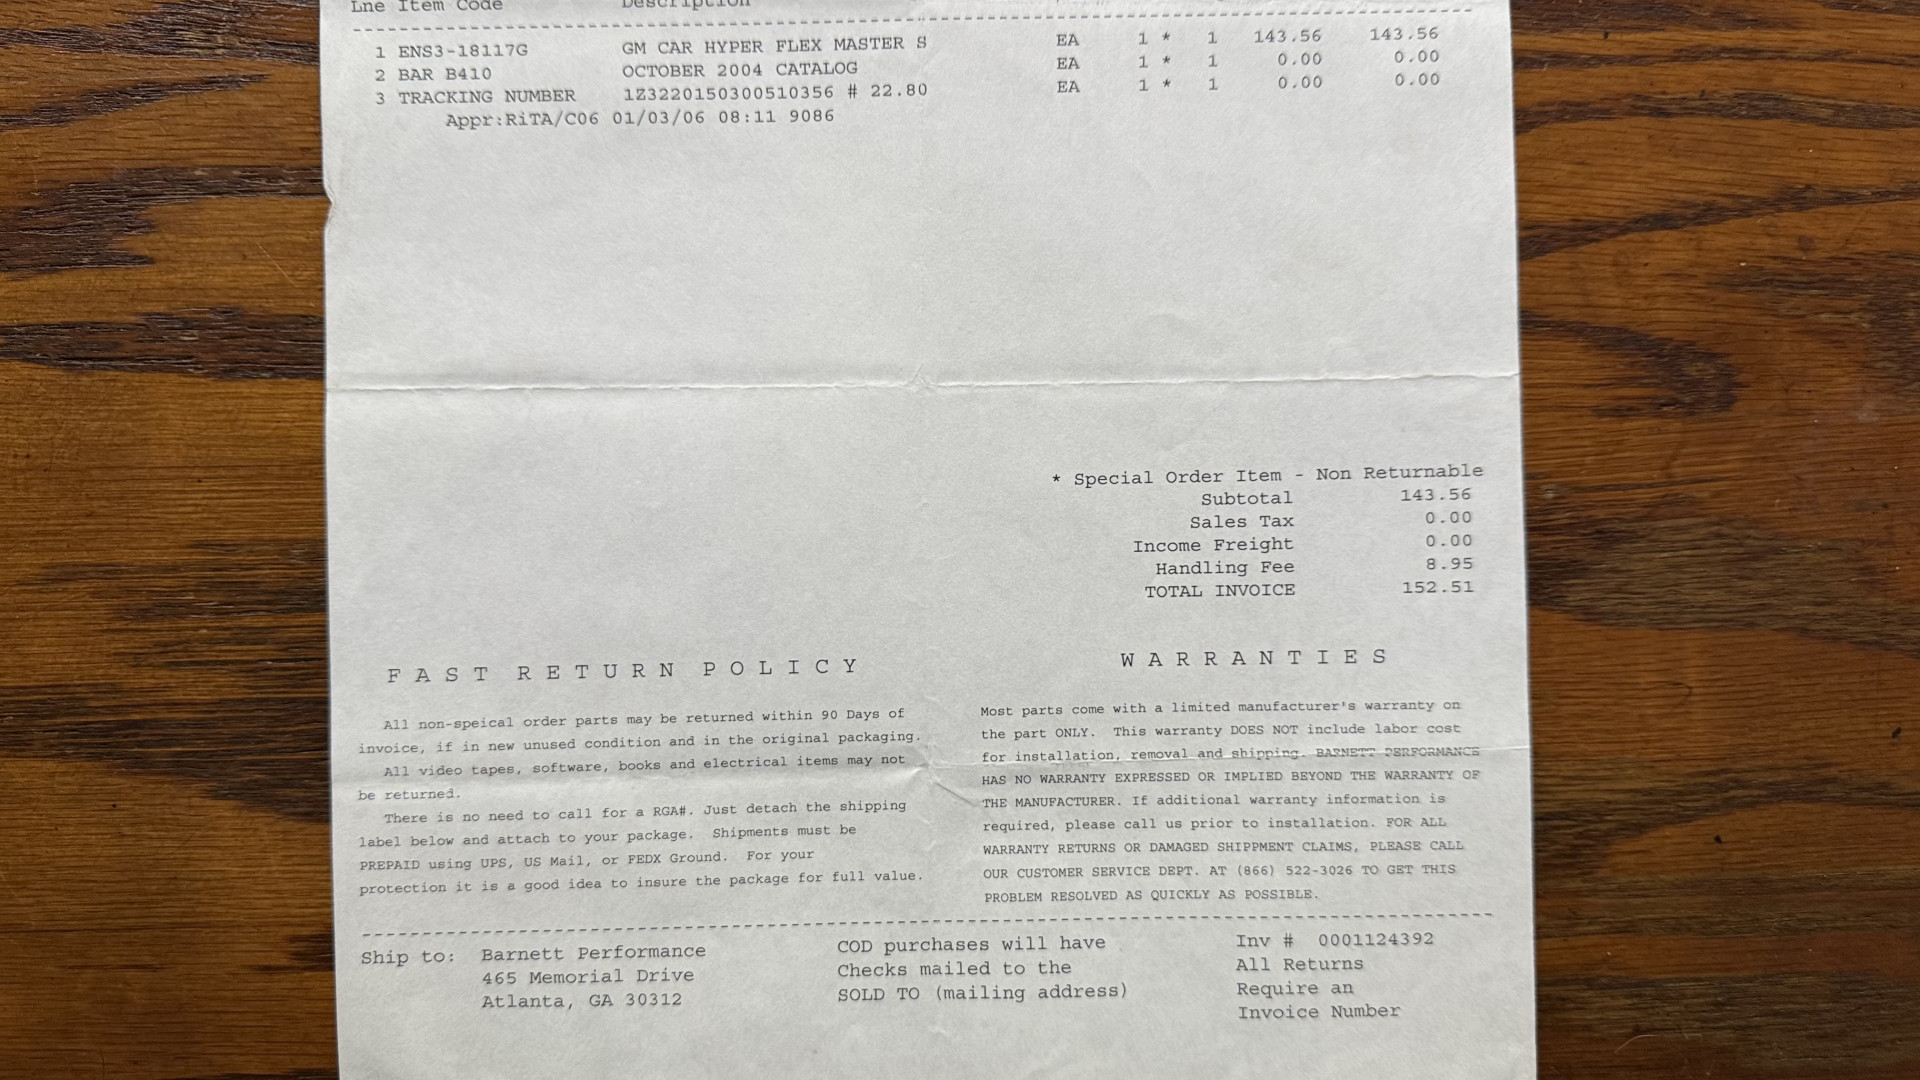 Lne Item Code Description
1 ENS3-18117G GM CAR HYPER FLEX MASTER S EA 1 * 1 143.56 143.56
2 BAR B410 OCTOBER 2004 CATALOG EA 1 * 1 0.00 0.00
3 TRACKING NUMBER 1Z3220150300510356 # 22.80 EA 1 * 1 0.00 0.00
Appr:RiTA/C06 01/03/06 08:11 9086
* Special Order Item - Non Returnable
Subtotal 143.56
Sales Tax 0.00
Income Freight 0.00
Handling Fee 8.95
TOTAL INVOICE 152.51
FAST RETURN POLICY
All non-speical order parts may be returned within 90 Days of
invoice, if in new unused condition and in the original packaging.
All video tapes, software, books and electrical items may not
be returned.
There is no need to call for a RGA#. Just detach the shipping
label below and attach to your package. Shipments must be
PREPAID using UPS, US Mail, or FEDX Ground. For your
protection it is a good idea to insure the package for full value.
WARRANTIES
Most parts come with a limited manufacturer's warranty on
the part ONLY. This warranty DOES NOT include labor cost
for installation, removal and shipping. BARNETT PERFORMANCE
HAS NO WARRANTY EXPRESSED OR IMPLIED BEYOND THE WARRANTY OF
THE MANUFACTURER. If additional warranty information is
required, please call us prior to installation. FOR ALL
WARRANTY RETURNS OR DAMAGED SHIPPMENT CLAIMS, PLEASE CALL
OUR CUSTOMER SERVICE DEPT. AT (866) 522-3026 TO GET THIS
PROBLEM RESOLVED AS QUICKLY AS POSSIBLE.
Ship to: Barnett Performance
465 Memorial Drive
Atlanta, GA 30312
COD purchases will have
Checks mailed to the
SOLD TO (mailing address)
Inv # 0001124392
All Returns
Require an
Invoice Number